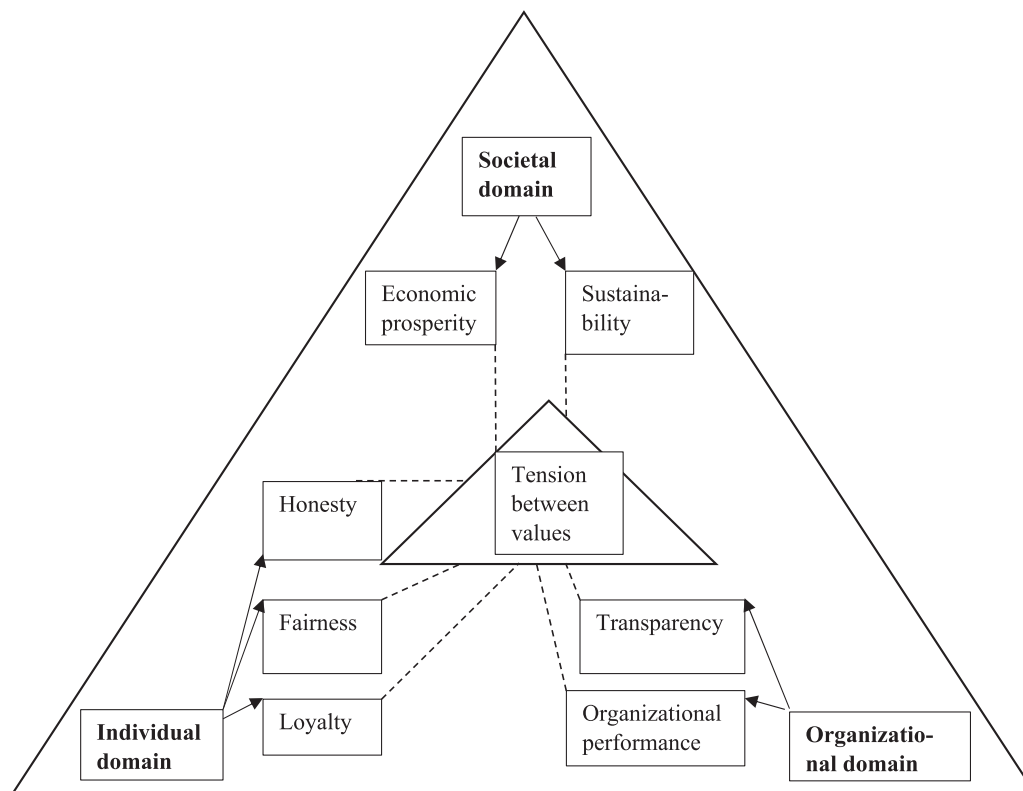 Societal
domain
Economic
prosperity
Sustaina-
bility
Tension
between
values
Honesty
Fairness
Transparency
Loyalty
Organizational
performance
Individual
domain
Organizatio-
nal domain